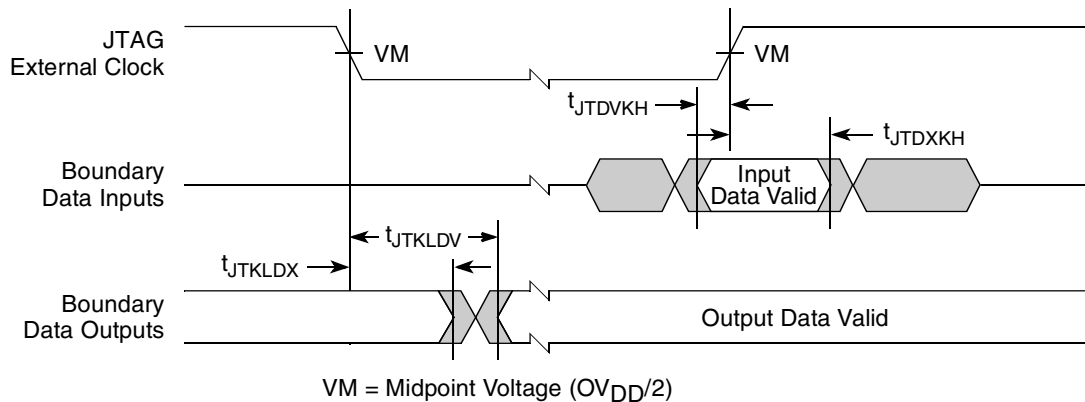 JTAG
External Clock
VM
VM
tJTDVKH
tJTDXKH
Boundary
Data Inputs
Input
Data Valid
tJTKLDV
tJTKLDX
Boundary
Data Outputs
Output Data Valid
VM = Midpoint Voltage (OVDD/2)